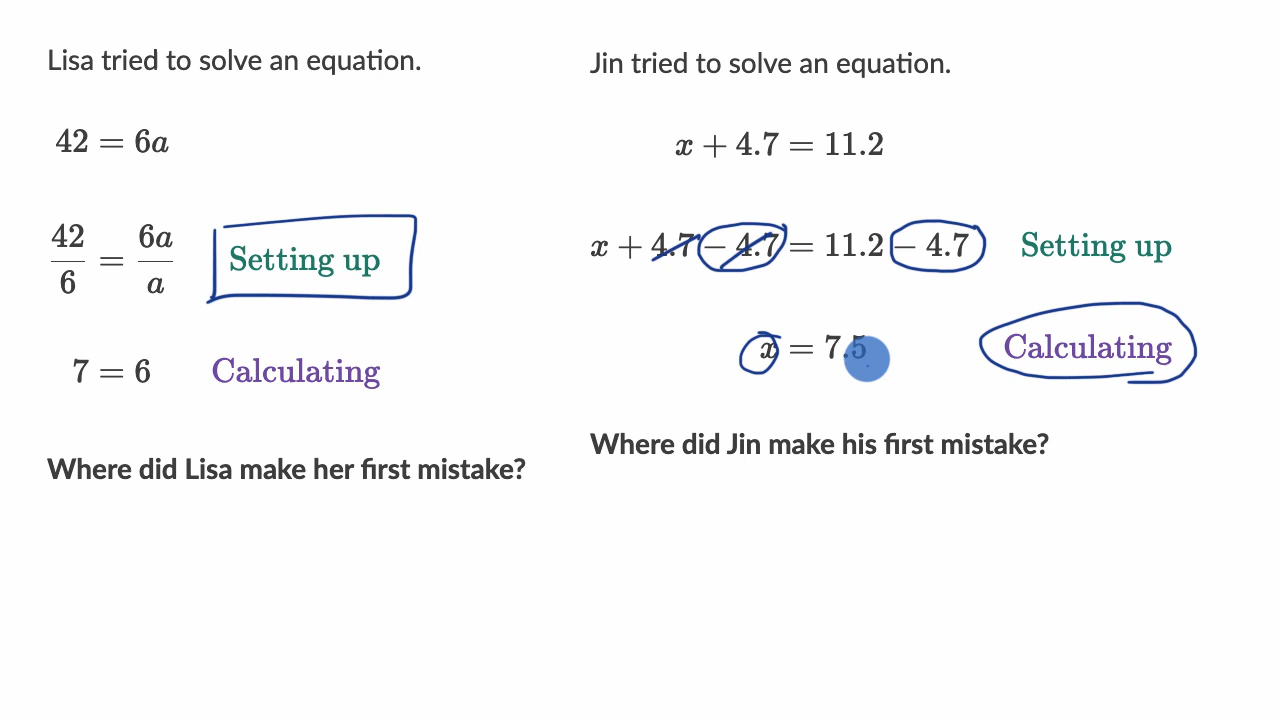 Lisa tried to solve an equation.
42 = 6a
42/6 = 6a/a Setting up
7 = 6 Calculating
Where did Lisa make her first mistake?
Jin tried to solve an equation.
x + 4.7 = 11.2
x + 4.7 − 4.7 = 11.2 − 4.7 Setting up
x = 7.5 Calculating
Where did Jin make his first mistake?